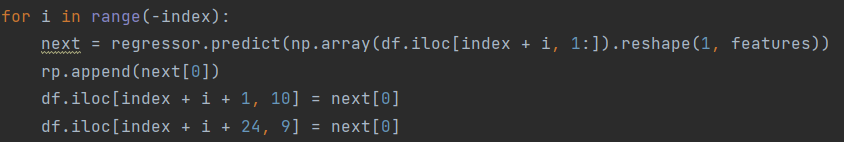 for i in range(-index):
    next = regressor.predict(np.array(df.iloc[index + i, 1:]).reshape(1, features))
    rp.append(next[0])
    df.iloc[index + i + 1, 10] = next[0]
    df.iloc[index + i + 24, 9] = next[0]